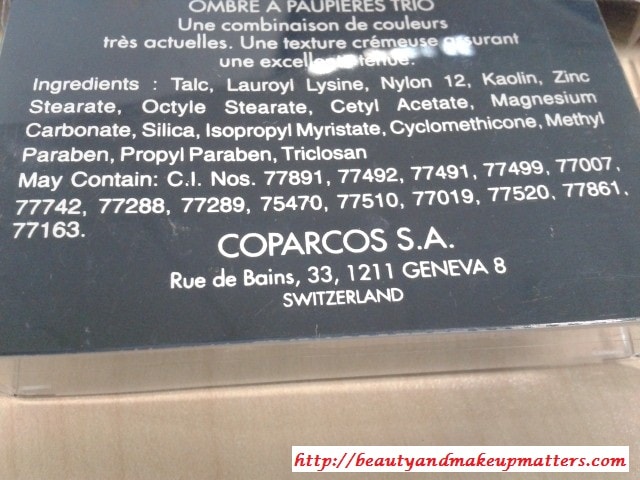 OMBRE À PAUPIÈRES TRIO
Une combinaison de couleurs
très actuelles. Une texture crémeuse assurant
une excellente tenue.
Ingredients : Talc, Lauroyl Lysine, Nylon 12, Kaolin, Zinc
Stearate, Octyle Stearate, Cetyl Acetate, Magnesium
Carbonate, Silica, Isopropyl Myristate, Cyclomethicone, Methyl
Paraben, Propyl Paraben, Triclosan
May Contain: C.I. Nos. 77891, 77492, 77491, 77499, 77007,
77742, 77288, 77289, 75470, 77510, 77019, 77520, 77861,
77163.
COPARCOS S.A.
Rue de Bains, 33, 1211 GENEVA 8
SWITZERLAND
http://beautyandmakeupmatters.com/